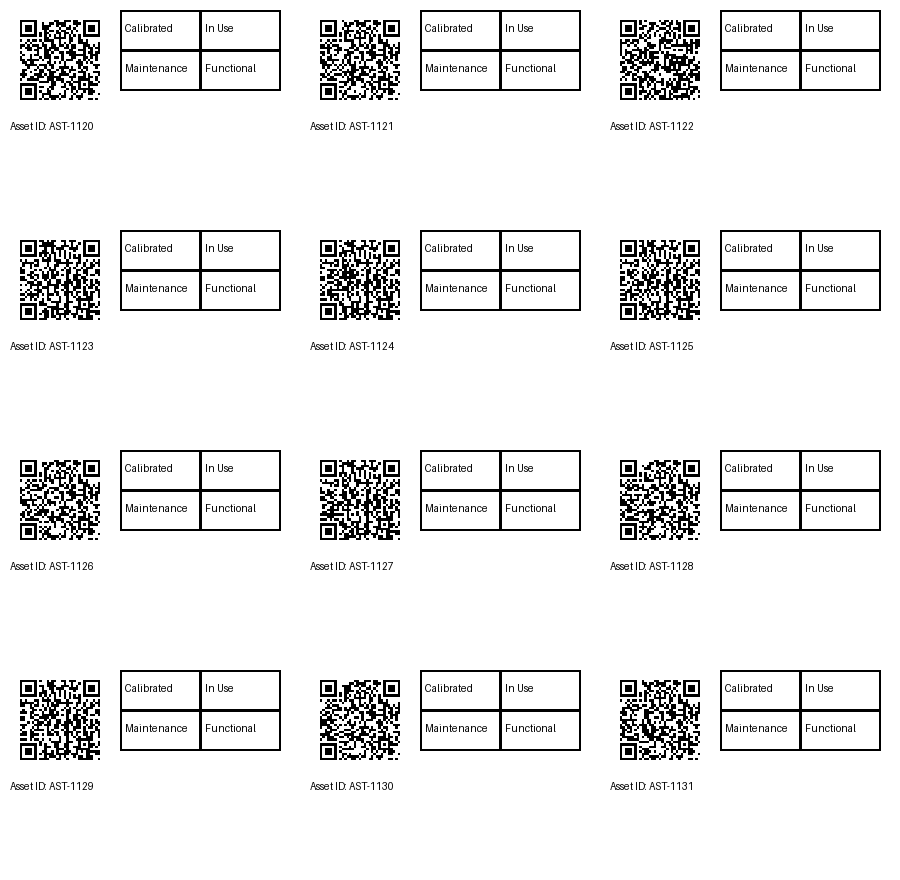 Calibrated In Use Calibrated In Use Calibrated In Use
Maintenance Functional Maintenance Functional Maintenance Functional
Asset ID: AST-1120 Asset ID: AST-1121 Asset ID: AST-1122
Calibrated In Use Calibrated In Use Calibrated In Use
Maintenance Functional Maintenance Functional Maintenance Functional
Asset ID: AST-1123 Asset ID: AST-1124 Asset ID: AST-1125
Calibrated In Use Calibrated In Use Calibrated In Use
Maintenance Functional Maintenance Functional Maintenance Functional
Asset ID: AST-1126 Asset ID: AST-1127 Asset ID: AST-1128
Calibrated In Use Calibrated In Use Calibrated In Use
Maintenance Functional Maintenance Functional Maintenance Functional
Asset ID: AST-1129 Asset ID: AST-1130 Asset ID: AST-1131